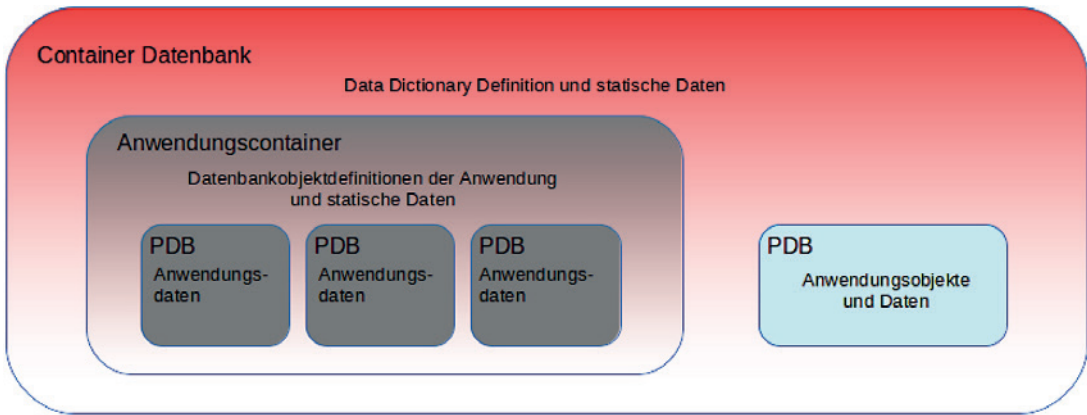 Container Datenbank
Data Dictionary Definition und statische Daten
Anwendungscontainer
Datenbankobjektdefinitionen der Anwendung
und statische Daten
PDB
Anwendungs-
daten
PDB
Anwendungs-
daten
PDB
Anwendungs-
daten
PDB
Anwendungsobjekte
und Daten